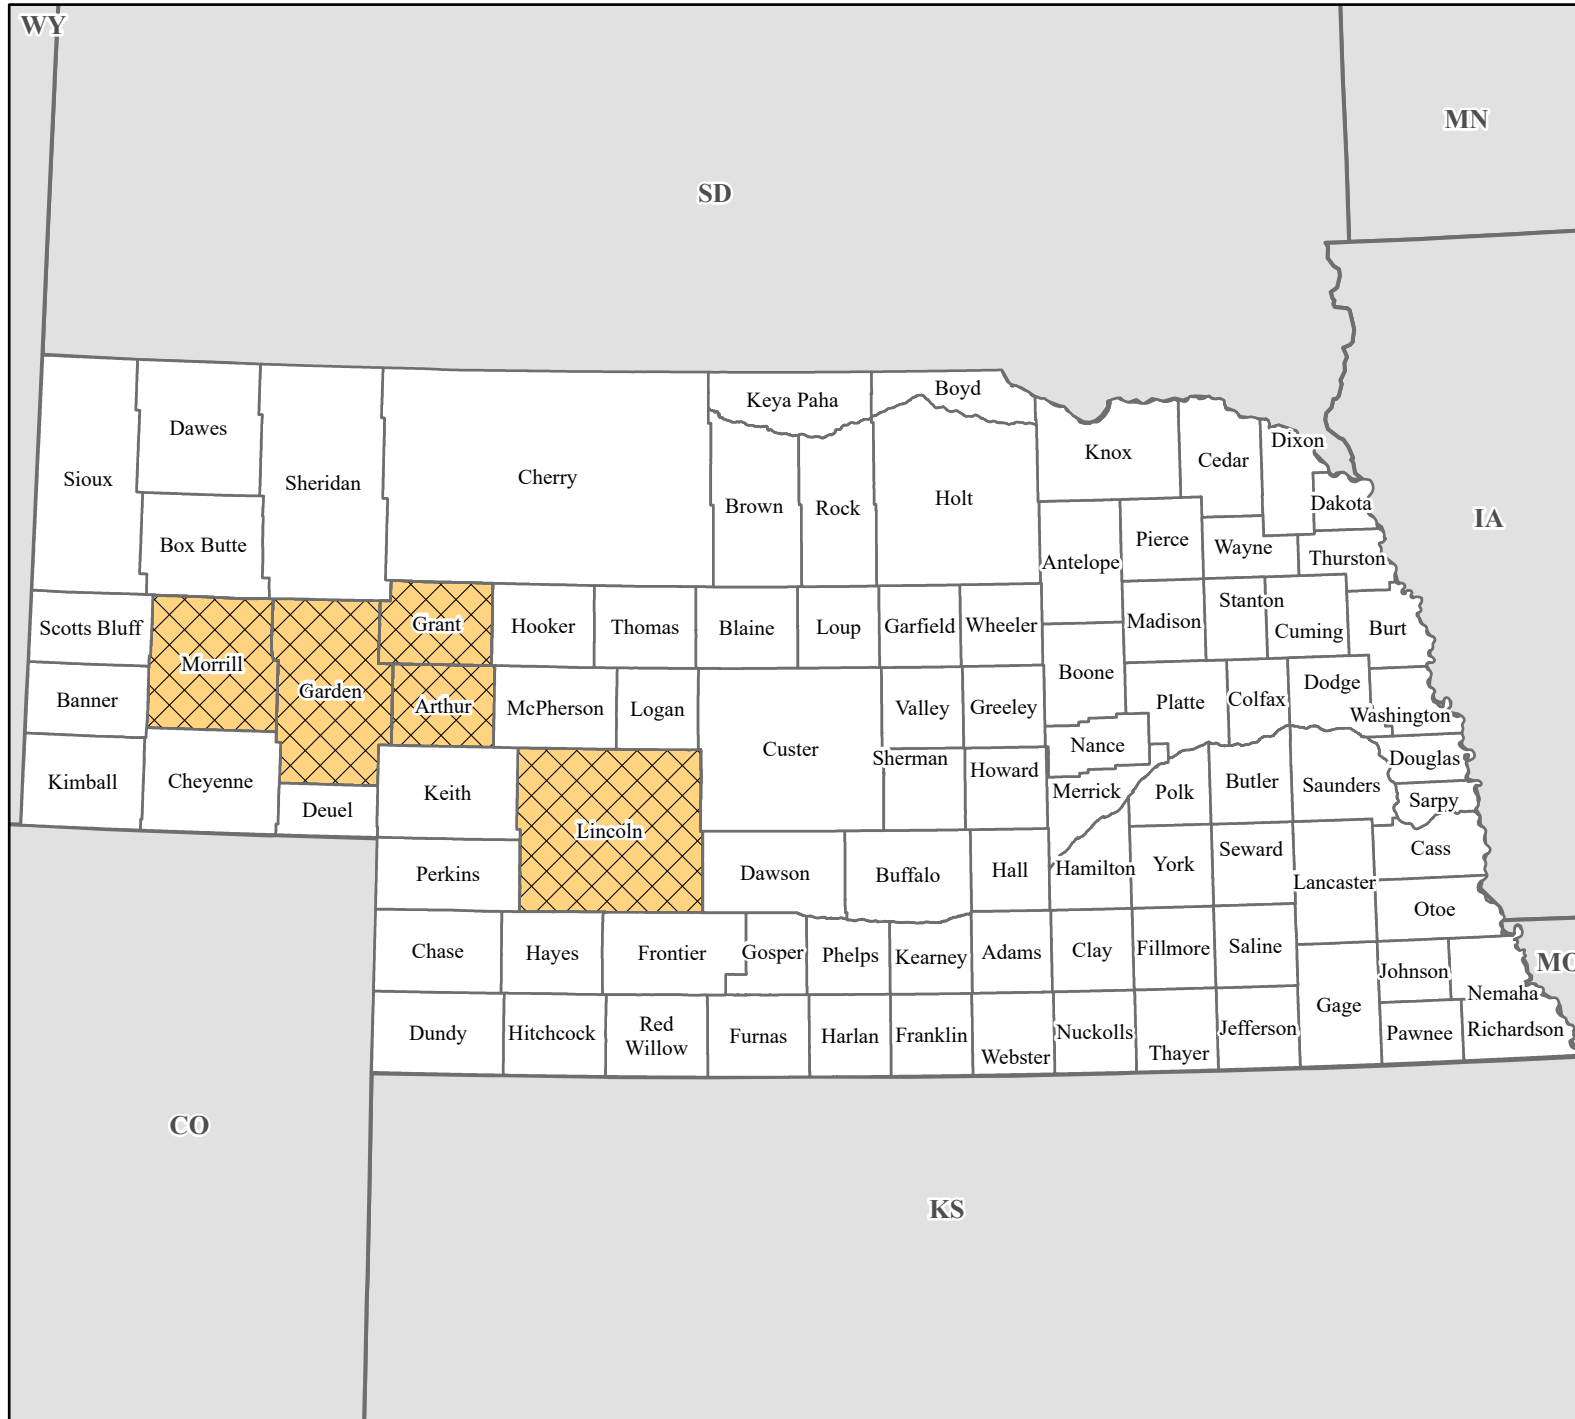 WY
MN
SD
IA
Keya Paha
Boyd
Dawes
Sioux
Sheridan
Cherry
Knox
Cedar
Dixon
Brown
Rock
Holt
Dakota
Box Butte
Antelope
Pierce
Wayne
Thurston
Scotts Bluff
Morrill
Garden
Grant
Hooker
Thomas
Blaine
Loup
Garfield
Wheeler
Madison
Stanton
Cuming
Burt
Banner
Arthur
McPherson
Logan
Valley
Greeley
Boone
Platte
Colfax
Dodge
Washington
Kimball
Cheyenne
Deuel
Keith
Lincoln
Custer
Sherman
Howard
Nance
Merrick
Polk
Butler
Saunders
Douglas
Sarpy
Perkins
Dawson
Buffalo
Hall
Hamilton
York
Seward
Lancaster
Cass
Otoe
Chase
Hayes
Frontier
Gosper
Phelps
Kearney
Adams
Clay
Fillmore
Saline
Gage
Johnson
Nemaha
MO
Dundy
Hitchcock
Red
Willow
Furnas
Harlan
Franklin
Webster
Nuckolls
Thayer
Jefferson
Pawnee
Richardson
CO
KS